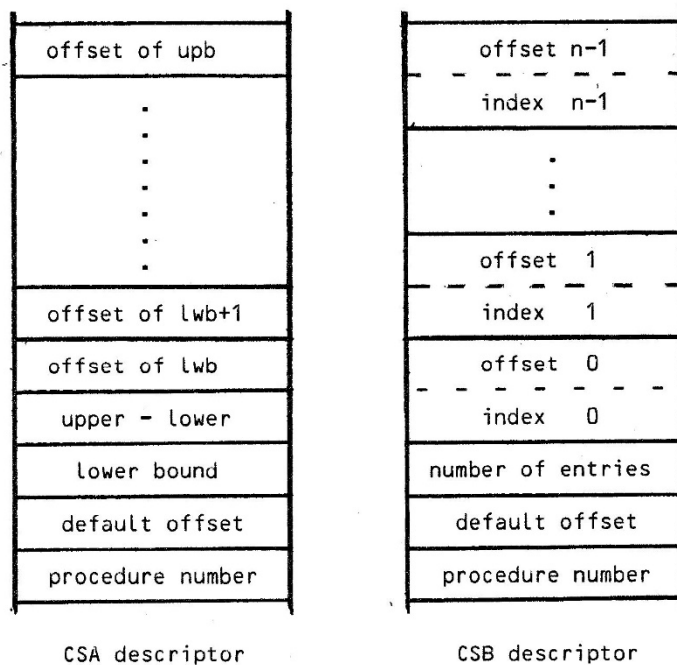 offset of upb
offset of lwb+1
offset of lwb
upper - lower
lower bound
default offset
procedure number
CSA descriptor
offset n-1
index n-1
offset 1
index 1
offset 0
index 0
number of entries
default offset
procedure number
CSB descriptor